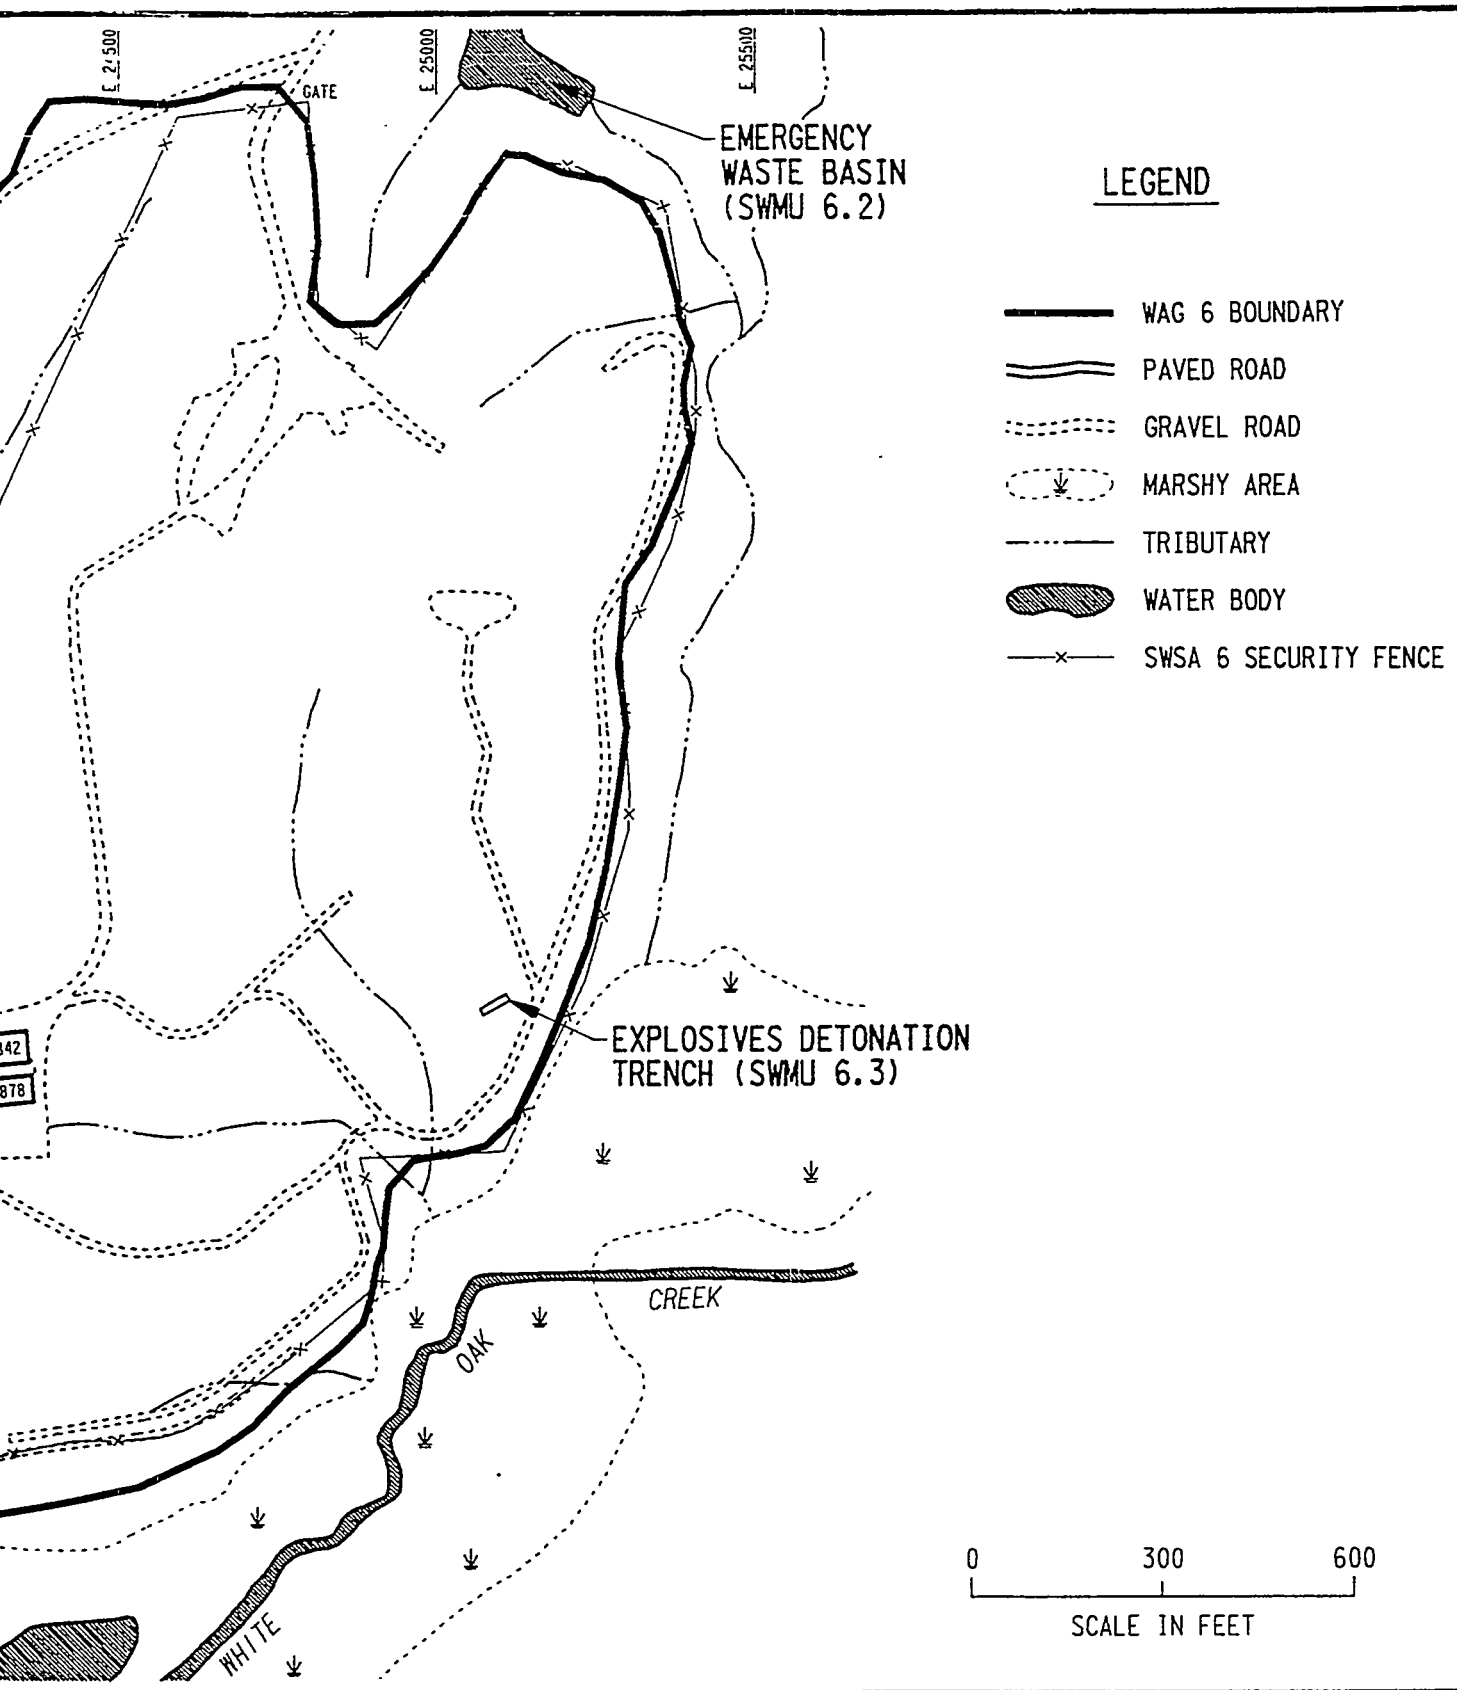 E 24500
E 25000
E 25500
GATE
EMERGENCY
WASTE BASIN
(SWMU 6.2)
LEGEND
WAG 6 BOUNDARY
PAVED ROAD
GRAVEL ROAD
MARSHY AREA
TRIBUTARY
WATER BODY
SWSA 6 SECURITY FENCE
842
878
EXPLOSIVES DETONATION
TRENCH (SWMU 6.3)
WHITE
OAK
CREEK
0 300 600
SCALE IN FEET